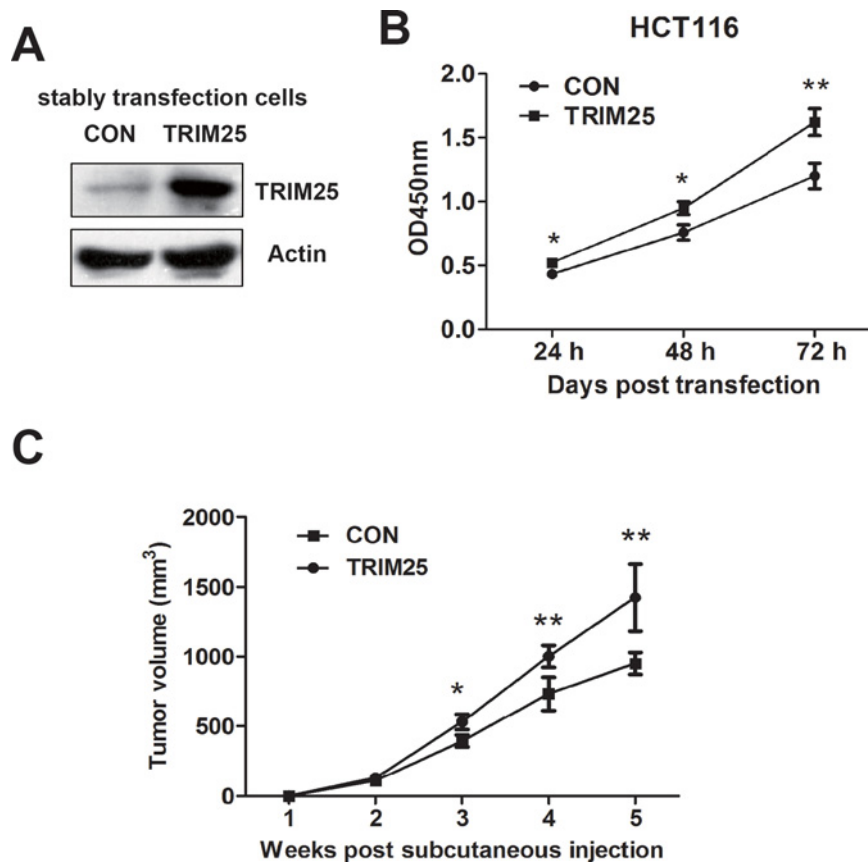 A
stably transfection cells
CON TRIM25
TRIM25
Actin
B
HCT116
CON
TRIM25
OD450nm
2.0
1.5
1.0
0.5
0.0
* * **
24 h 48 h 72 h
Days post transfection
C
CON
TRIM25
Tumor volume (mm³)
2000
1500
1000
500
0
* ** **
1 2 3 4 5
Weeks post subcutaneous injection